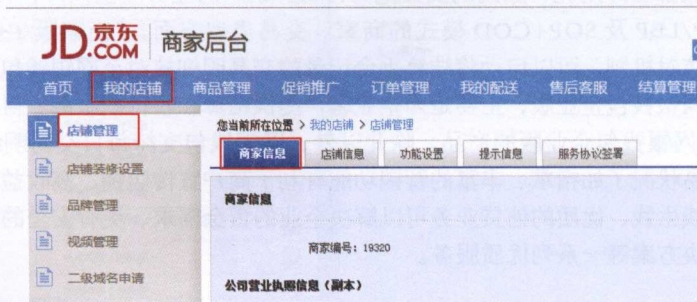 JD京东.COM 商家后台
首页 我的店铺 商品管理 促销推广 订单管理 我的配送 售后客服 结算管理
店铺管理
店铺装修设置
品牌管理
视频管理
二级域名申请
您当前所在位置 > 我的店铺 > 店铺管理
商家信息 店铺信息 功能设置 提示信息 服务协议签署
商家信息
商家编号：19320
公司营业执照信息（副本）